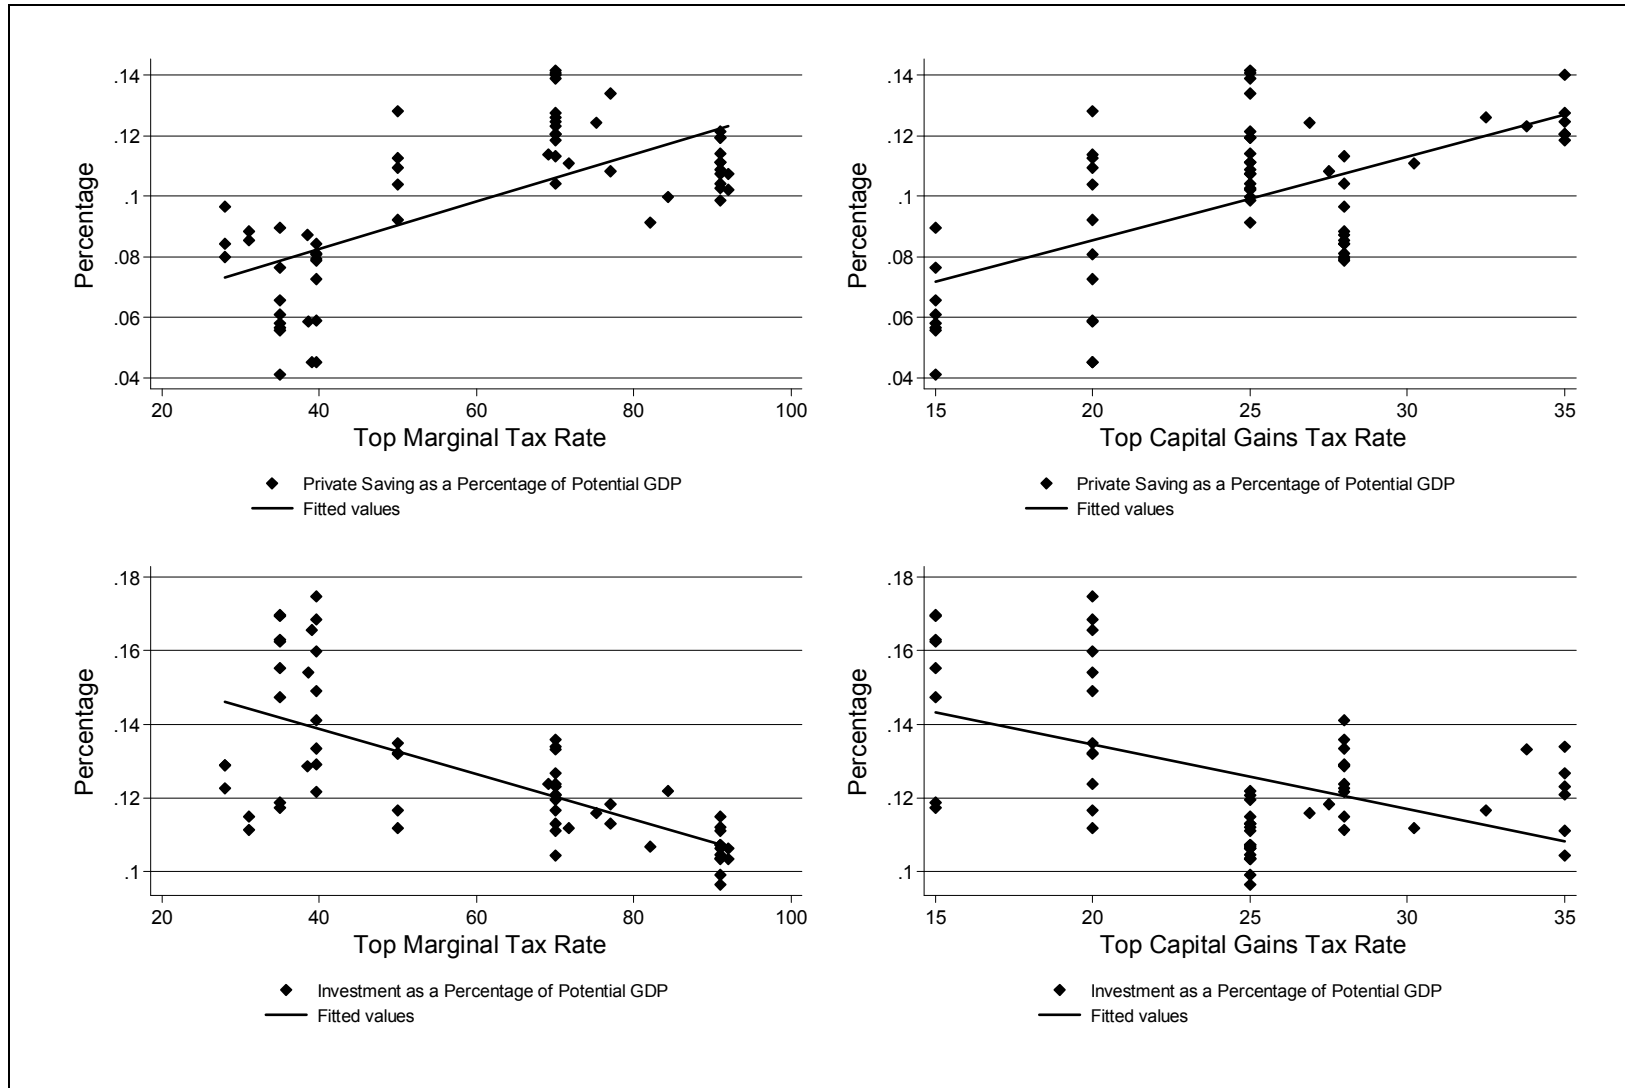 .14
.12
.1
.08
.06
.04
Percentage
20 40 60 80 100
Top Marginal Tax Rate
Private Saving as a Percentage of Potential GDP
Fitted values
.14
.12
.1
.08
.06
.04
Percentage
15 20 25 30 35
Top Capital Gains Tax Rate
Private Saving as a Percentage of Potential GDP
Fitted values
.18
.16
.14
.12
.1
Percentage
20 40 60 80 100
Top Marginal Tax Rate
Investment as a Percentage of Potential GDP
Fitted values
.18
.16
.14
.12
.1
Percentage
15 20 25 30 35
Top Capital Gains Tax Rate
Investment as a Percentage of Potential GDP
Fitted values